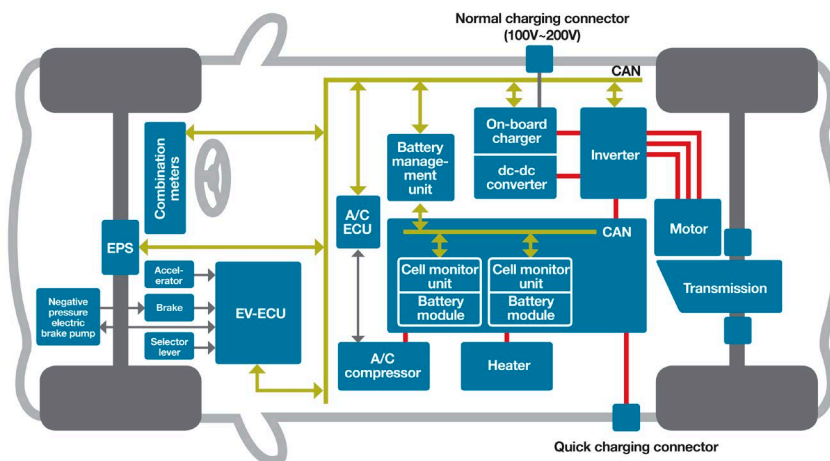 Normal charging connector
(100V~200V)
CAN
Combination
meters
Battery
manage-
ment
unit
On-board
charger
dc-dc
converter
Inverter
A/C
ECU
CAN
EPS
Motor
Cell monitor
unit
Battery
module
Cell monitor
unit
Battery
module
Accel-
erator
Transmission
Negative
pressure
electric
brake pump
Brake
EV-ECU
Selector
lever
A/C
compressor
Heater
Quick charging connector